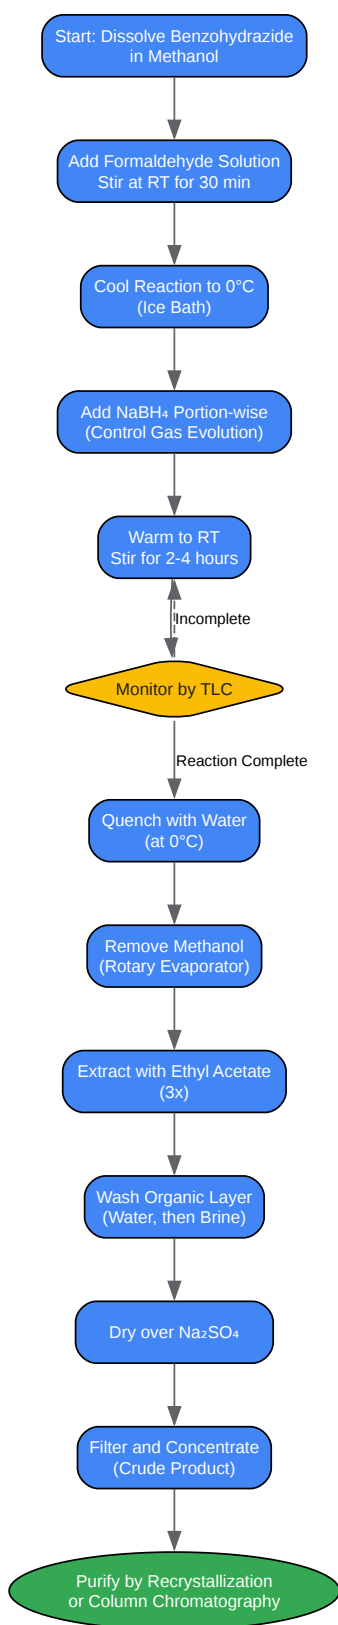 Start: Dissolve Benzohydrazide
in Methanol
Add Formaldehyde Solution
Stir at RT for 30 min
Cool Reaction to 0°C
(Ice Bath)
Add NaBH₄ Portion-wise
(Control Gas Evolution)
Warm to RT
Stir for 2-4 hours
Incomplete
Monitor by TLC
Reaction Complete
Quench with Water
(at 0°C)
Remove Methanol
(Rotary Evaporator)
Extract with Ethyl Acetate
(3x)
Wash Organic Layer
(Water, then Brine)
Dry over Na₂SO₄
Filter and Concentrate
(Crude Product)
Purify by Recrystallization
or Column Chromatography